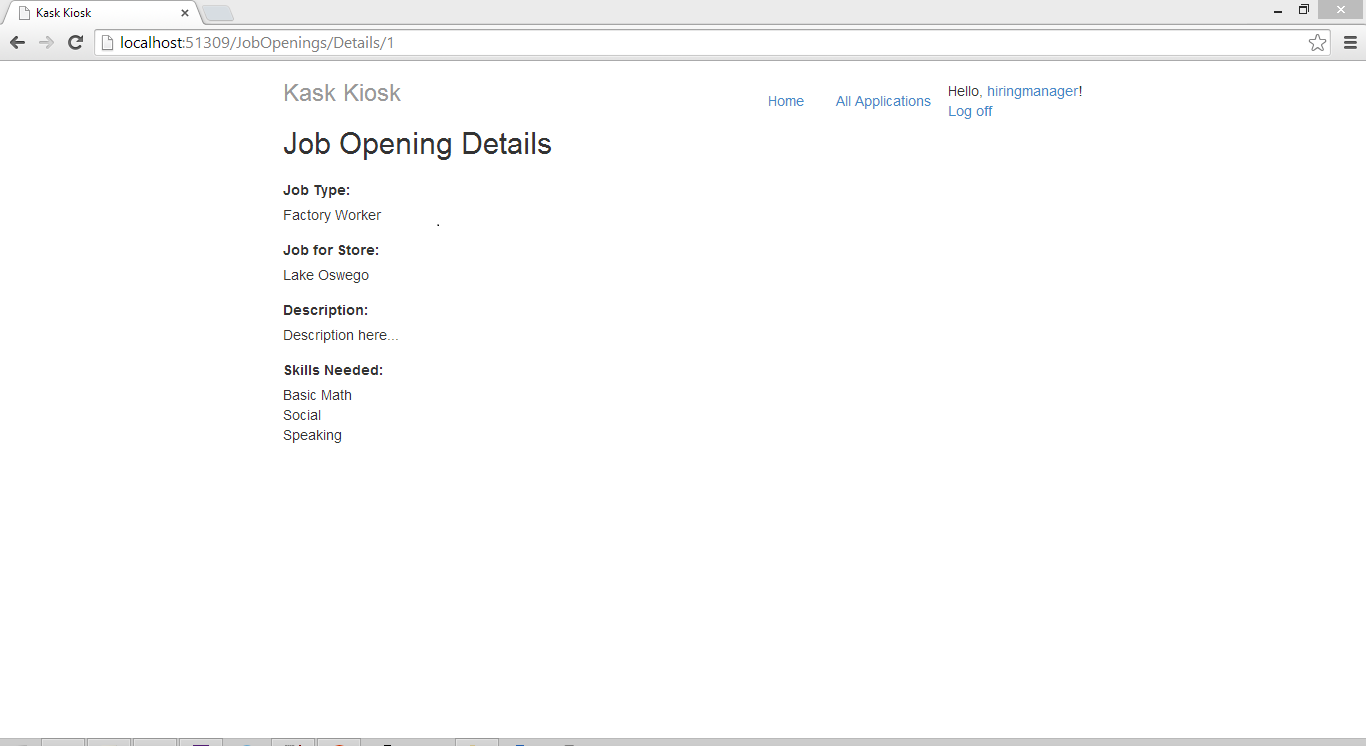 Kask Kiosk
localhost:51309/JobOpenings/Details/1
Kask Kiosk
Home
All Applications
Hello, hiringmanager!
Log off
Job Opening Details
Job Type:
Factory Worker
.
Job for Store:
Lake Oswego
Description:
Description here...
Skills Needed:
Basic Math
Social
Speaking